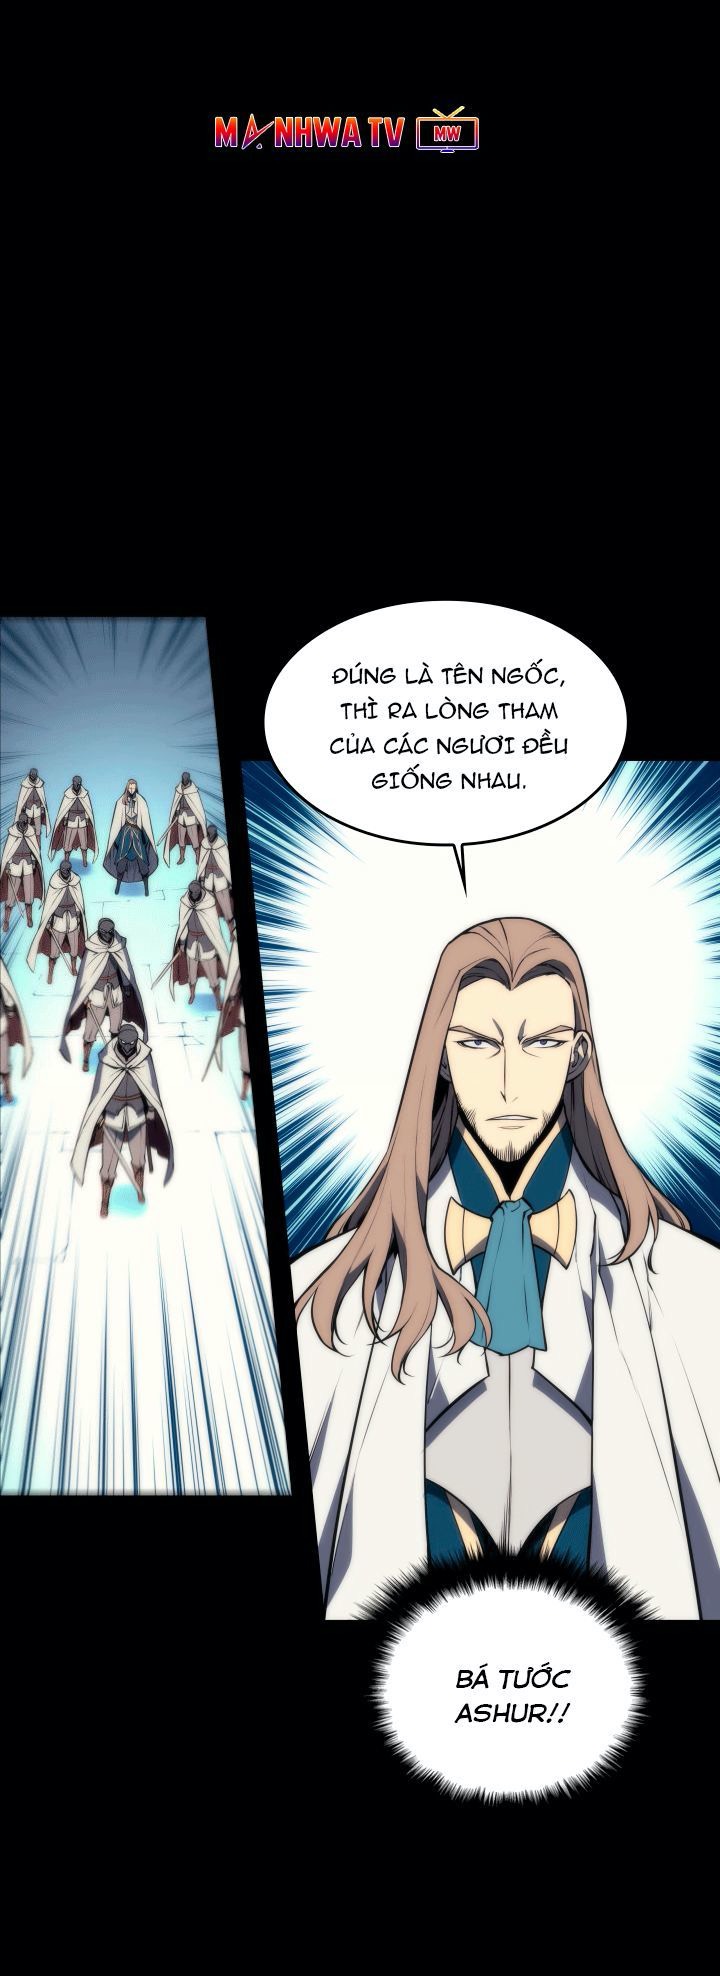 MANHWA TV MW
ĐÚNG LÀ TÊN NGỐC,
THÌ RA LÒNG THAM
CỦA CÁC NGƯƠI ĐỀU
GIỐNG NHAU.
BÁ TƯỚC
ASHUR!!